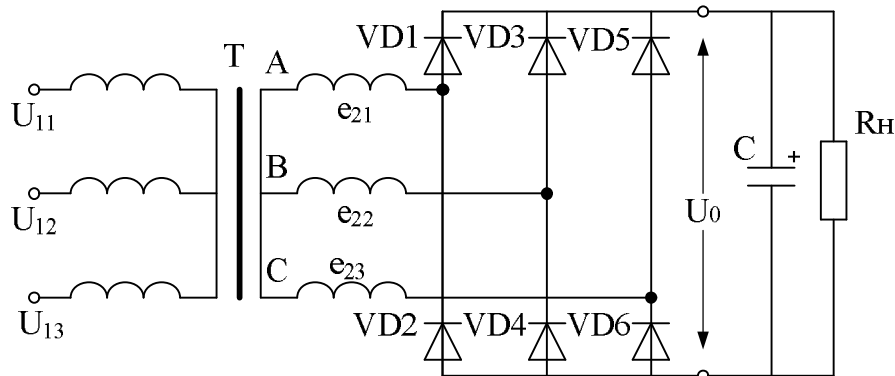 VD1 VD3 VD5
T A
U11 e21
B
U12 e22
C
U13 e23
VD2 VD4 VD6
U0
C +
RH